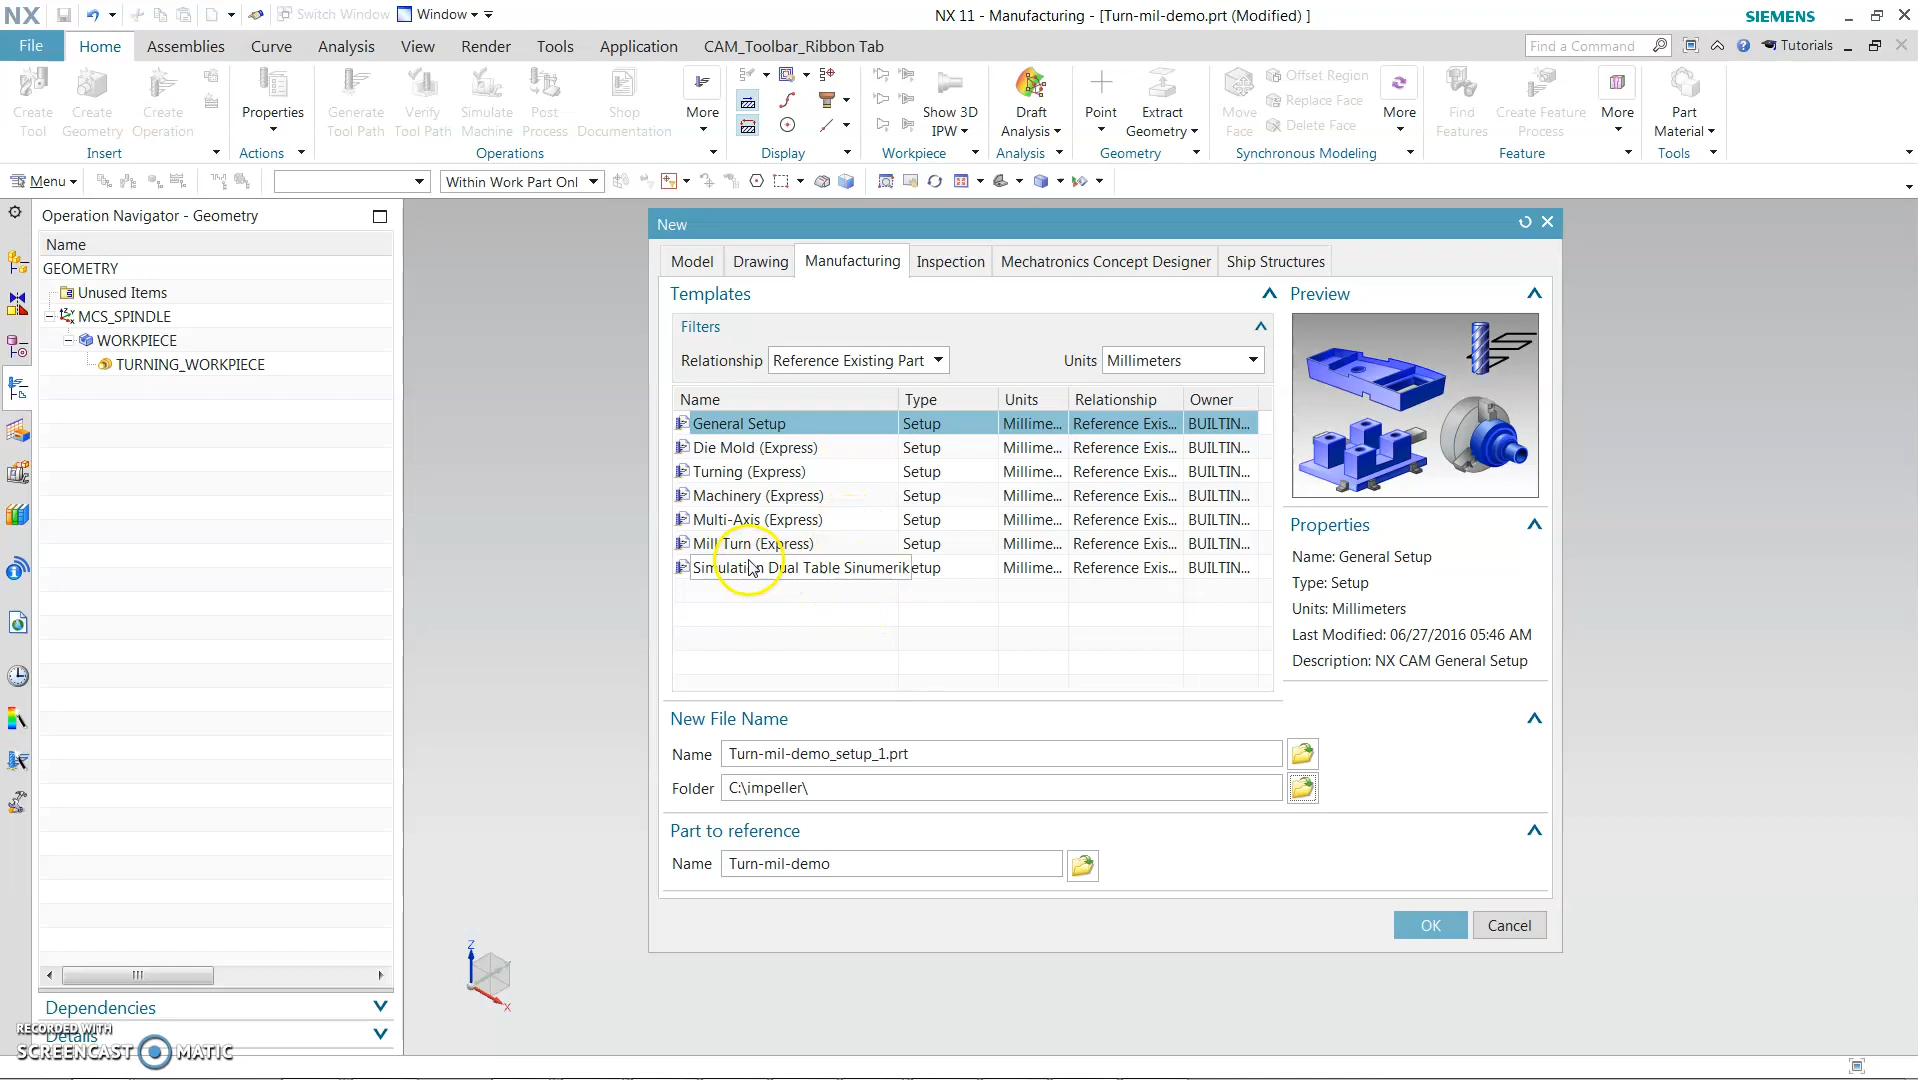 NX Switch Window Window NX 11 - Manufacturing - [Turn-mil-demo.prt (Modified) ] SIEMENS
File Home Assemblies Curve Analysis View Render Tools Application CAM_Toolbar_Ribbon Tab Find a Command Tutorials
Create Tool
Create Geometry
Create Operation
Properties
Generate Tool Path
Verify Tool Path
Simulate Machine
Post Process
Shop Documentation
More
Show 3D IPW
Draft Analysis
Point
Extract Geometry
Move Face
Offset Region
Replace Face
Delete Face
More
Find Features
Create Feature Process
More
Part Material
Insert Actions Operations Display Workpiece Analysis Geometry Synchronous Modeling Feature Tools
Menu Within Work Part Onl
Operation Navigator - Geometry
Name
GEOMETRY
Unused Items
MCS_SPINDLE
WORKPIECE
TURNING_WORKPIECE
Dependencies
Details
RECORDED WITH
SCREENCAST MATIC
Z
X
New
Model Drawing Manufacturing Inspection Mechatronics Concept Designer Ship Structures
Templates
Filters
Relationship Reference Existing Part Units Millimeters
Name Type Units Relationship Owner
General Setup Setup Millime... Reference Exis... BUILTIN...
Die Mold (Express) Setup Millime... Reference Exis... BUILTIN...
Turning (Express) Setup Millime... Reference Exis... BUILTIN...
Machinery (Express) Setup Millime... Reference Exis... BUILTIN...
Multi-Axis (Express) Setup Millime... Reference Exis... BUILTIN...
Mill Turn (Express) Setup Millime... Reference Exis... BUILTIN...
Simulation Dual Table Sinumerik etup Millime... Reference Exis... BUILTIN...
Preview
Properties
Name: General Setup
Type: Setup
Units: Millimeters
Last Modified: 06/27/2016 05:46 AM
Description: NX CAM General Setup
New File Name
Name Turn-mil-demo_setup_1.prt
Folder C:\impeller\
Part to reference
Name Turn-mil-demo
OK Cancel